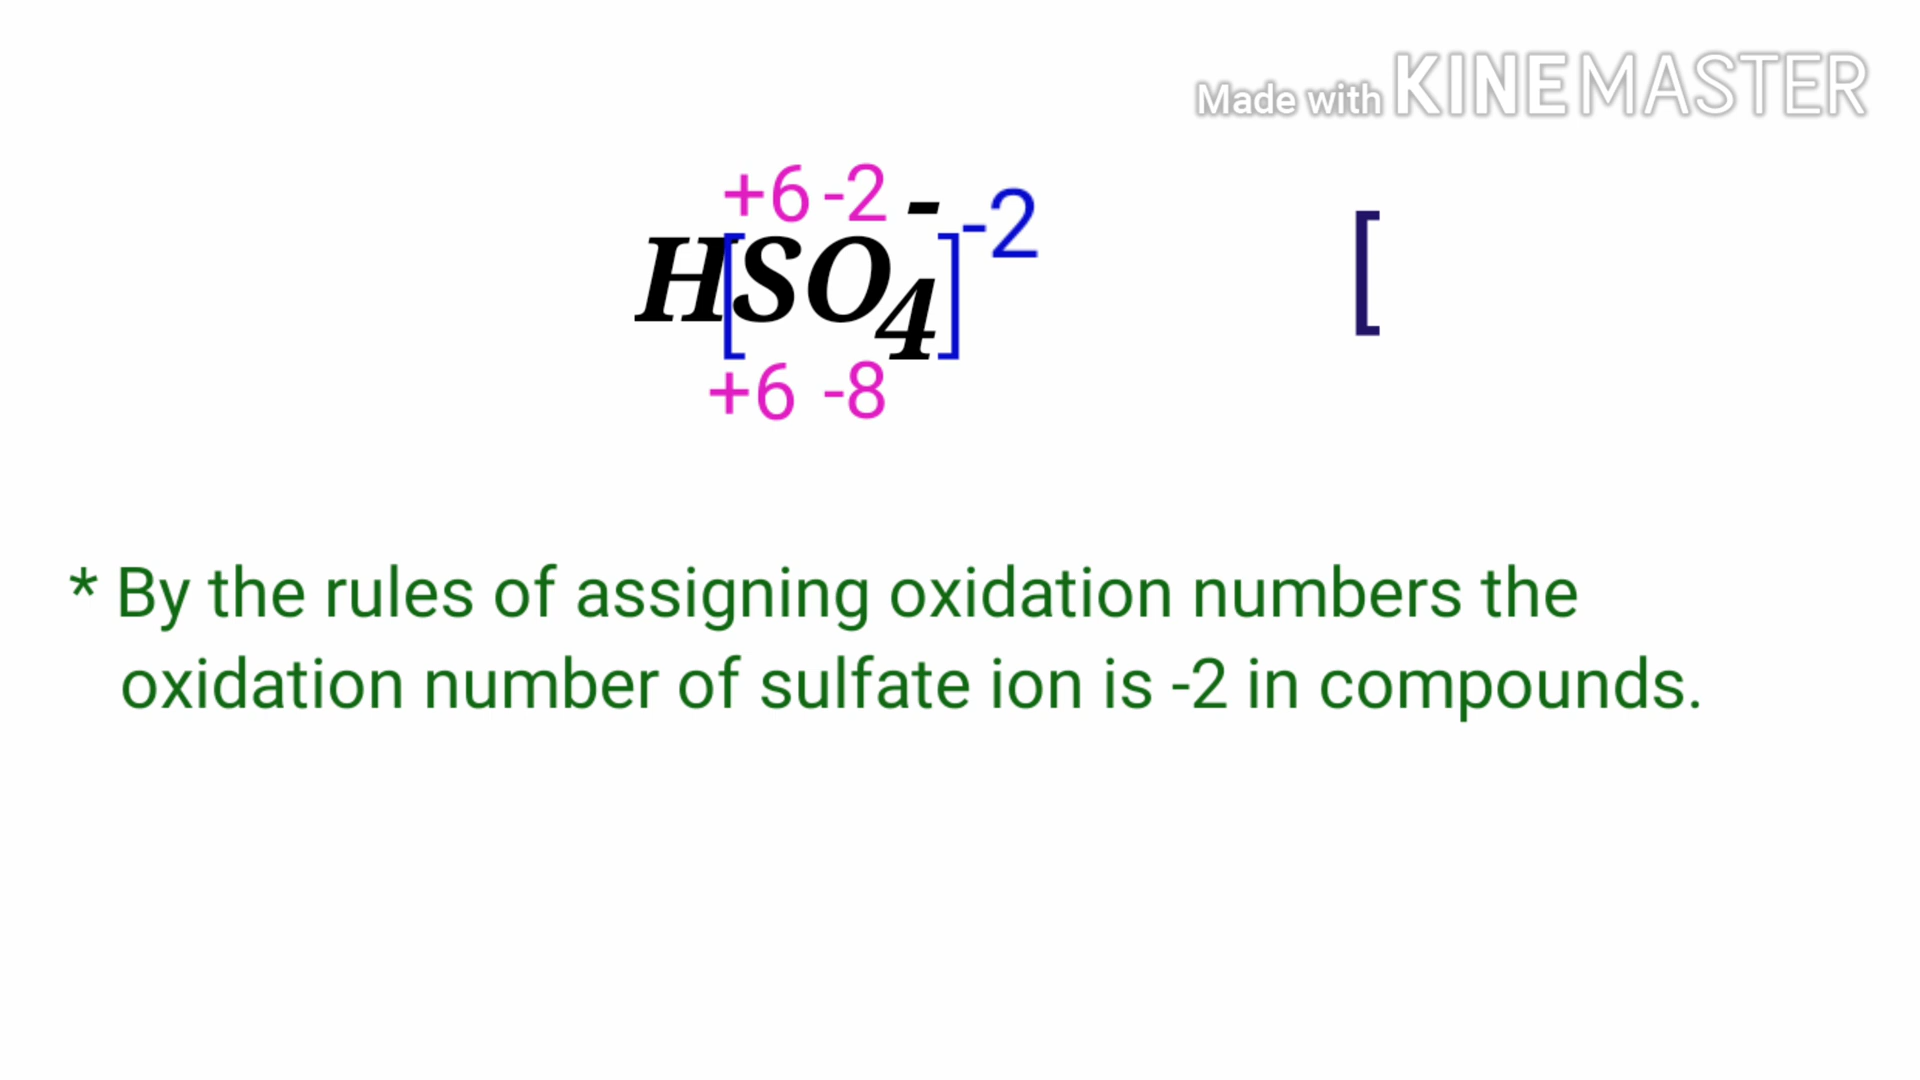 Made with KINEMASTER
+6 -2
H[SO4]- -2 [
+6 -8
* By the rules of assigning oxidation numbers the
oxidation number of sulfate ion is -2 in compounds.